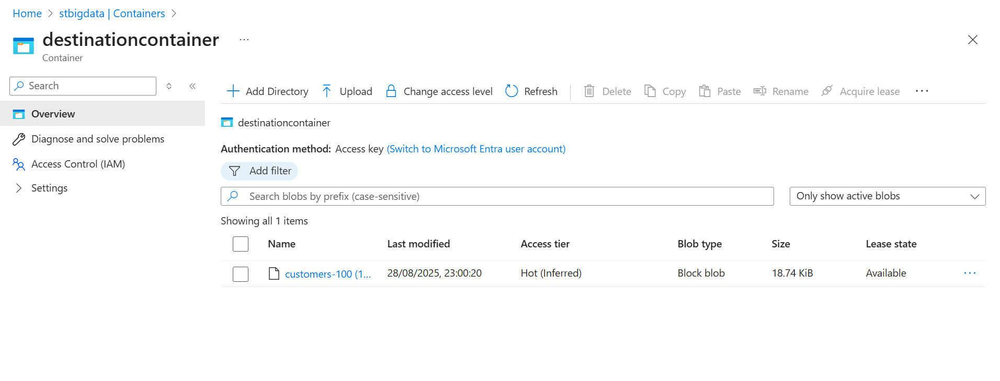 Home > stbigdata | Containers >
destinationcontainer ...
Container
Search
Overview
Diagnose and solve problems
Access Control (IAM)
Settings
Add Directory Upload Change access level Refresh Delete Copy Paste Rename Acquire lease ...
destinationcontainer
Authentication method: Access key (Switch to Microsoft Entra user account)
Add filter
Search blobs by prefix (case-sensitive) Only show active blobs
Showing all 1 items
Name Last modified Access tier Blob type Size Lease state
customers-100 (1... 28/08/2025, 23:00:20 Hot (Inferred) Block blob 18.74 KiB Available ...